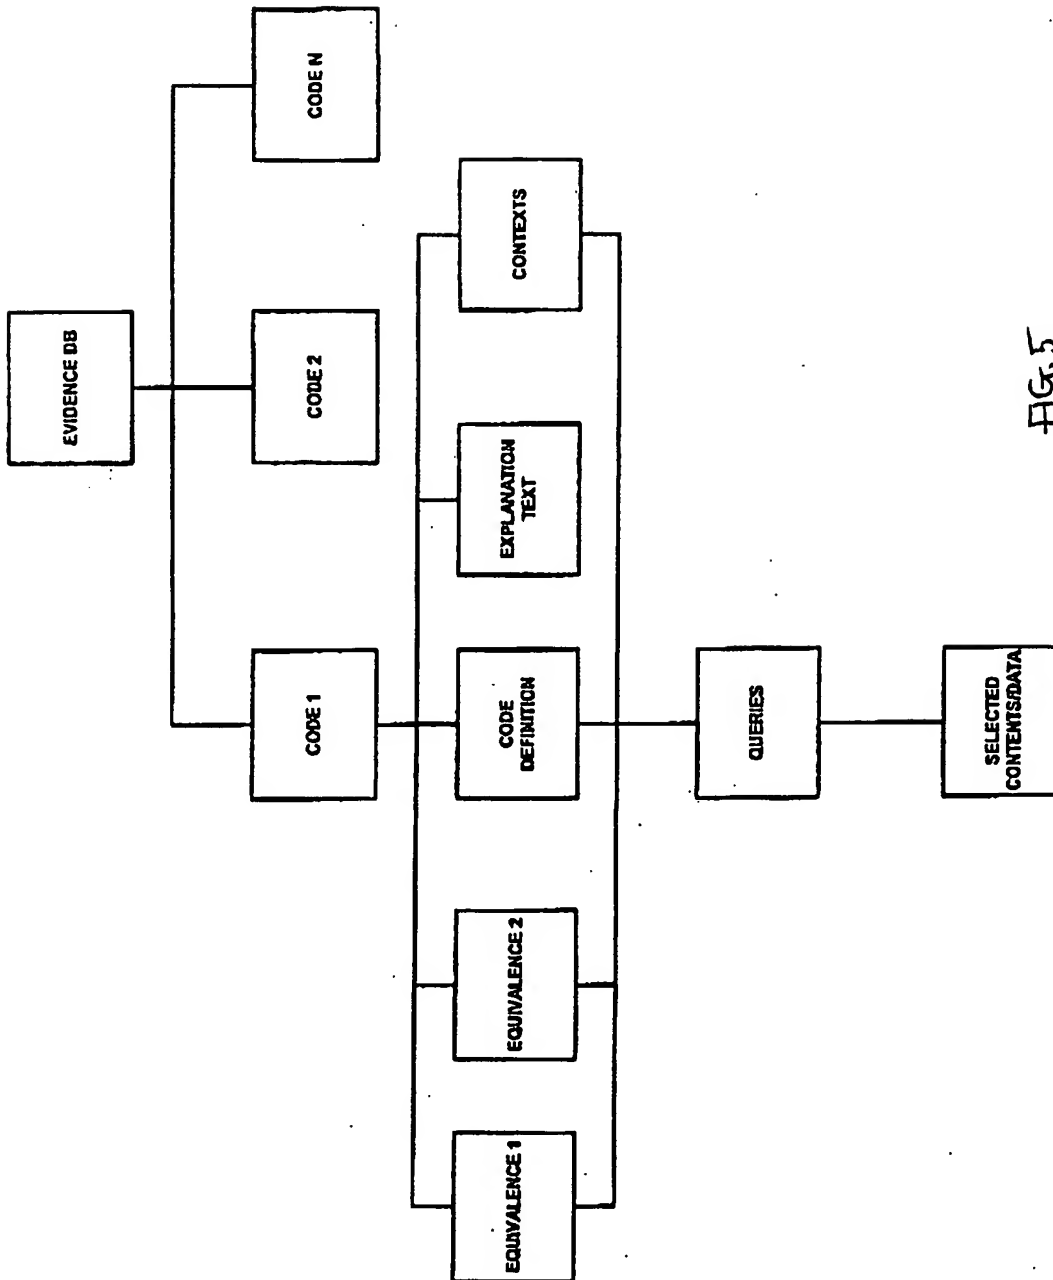 EVIDENCE DB
CODE 1
CODE 2
CODE N
EQUIVALENCE 1
EQUIVALENCE 2
CODE
DEFINITION
EXPLANATION
TEXT
CONTEXTS
QUERIES
SELECTED
CONTENTS/DATA
FIG. 5